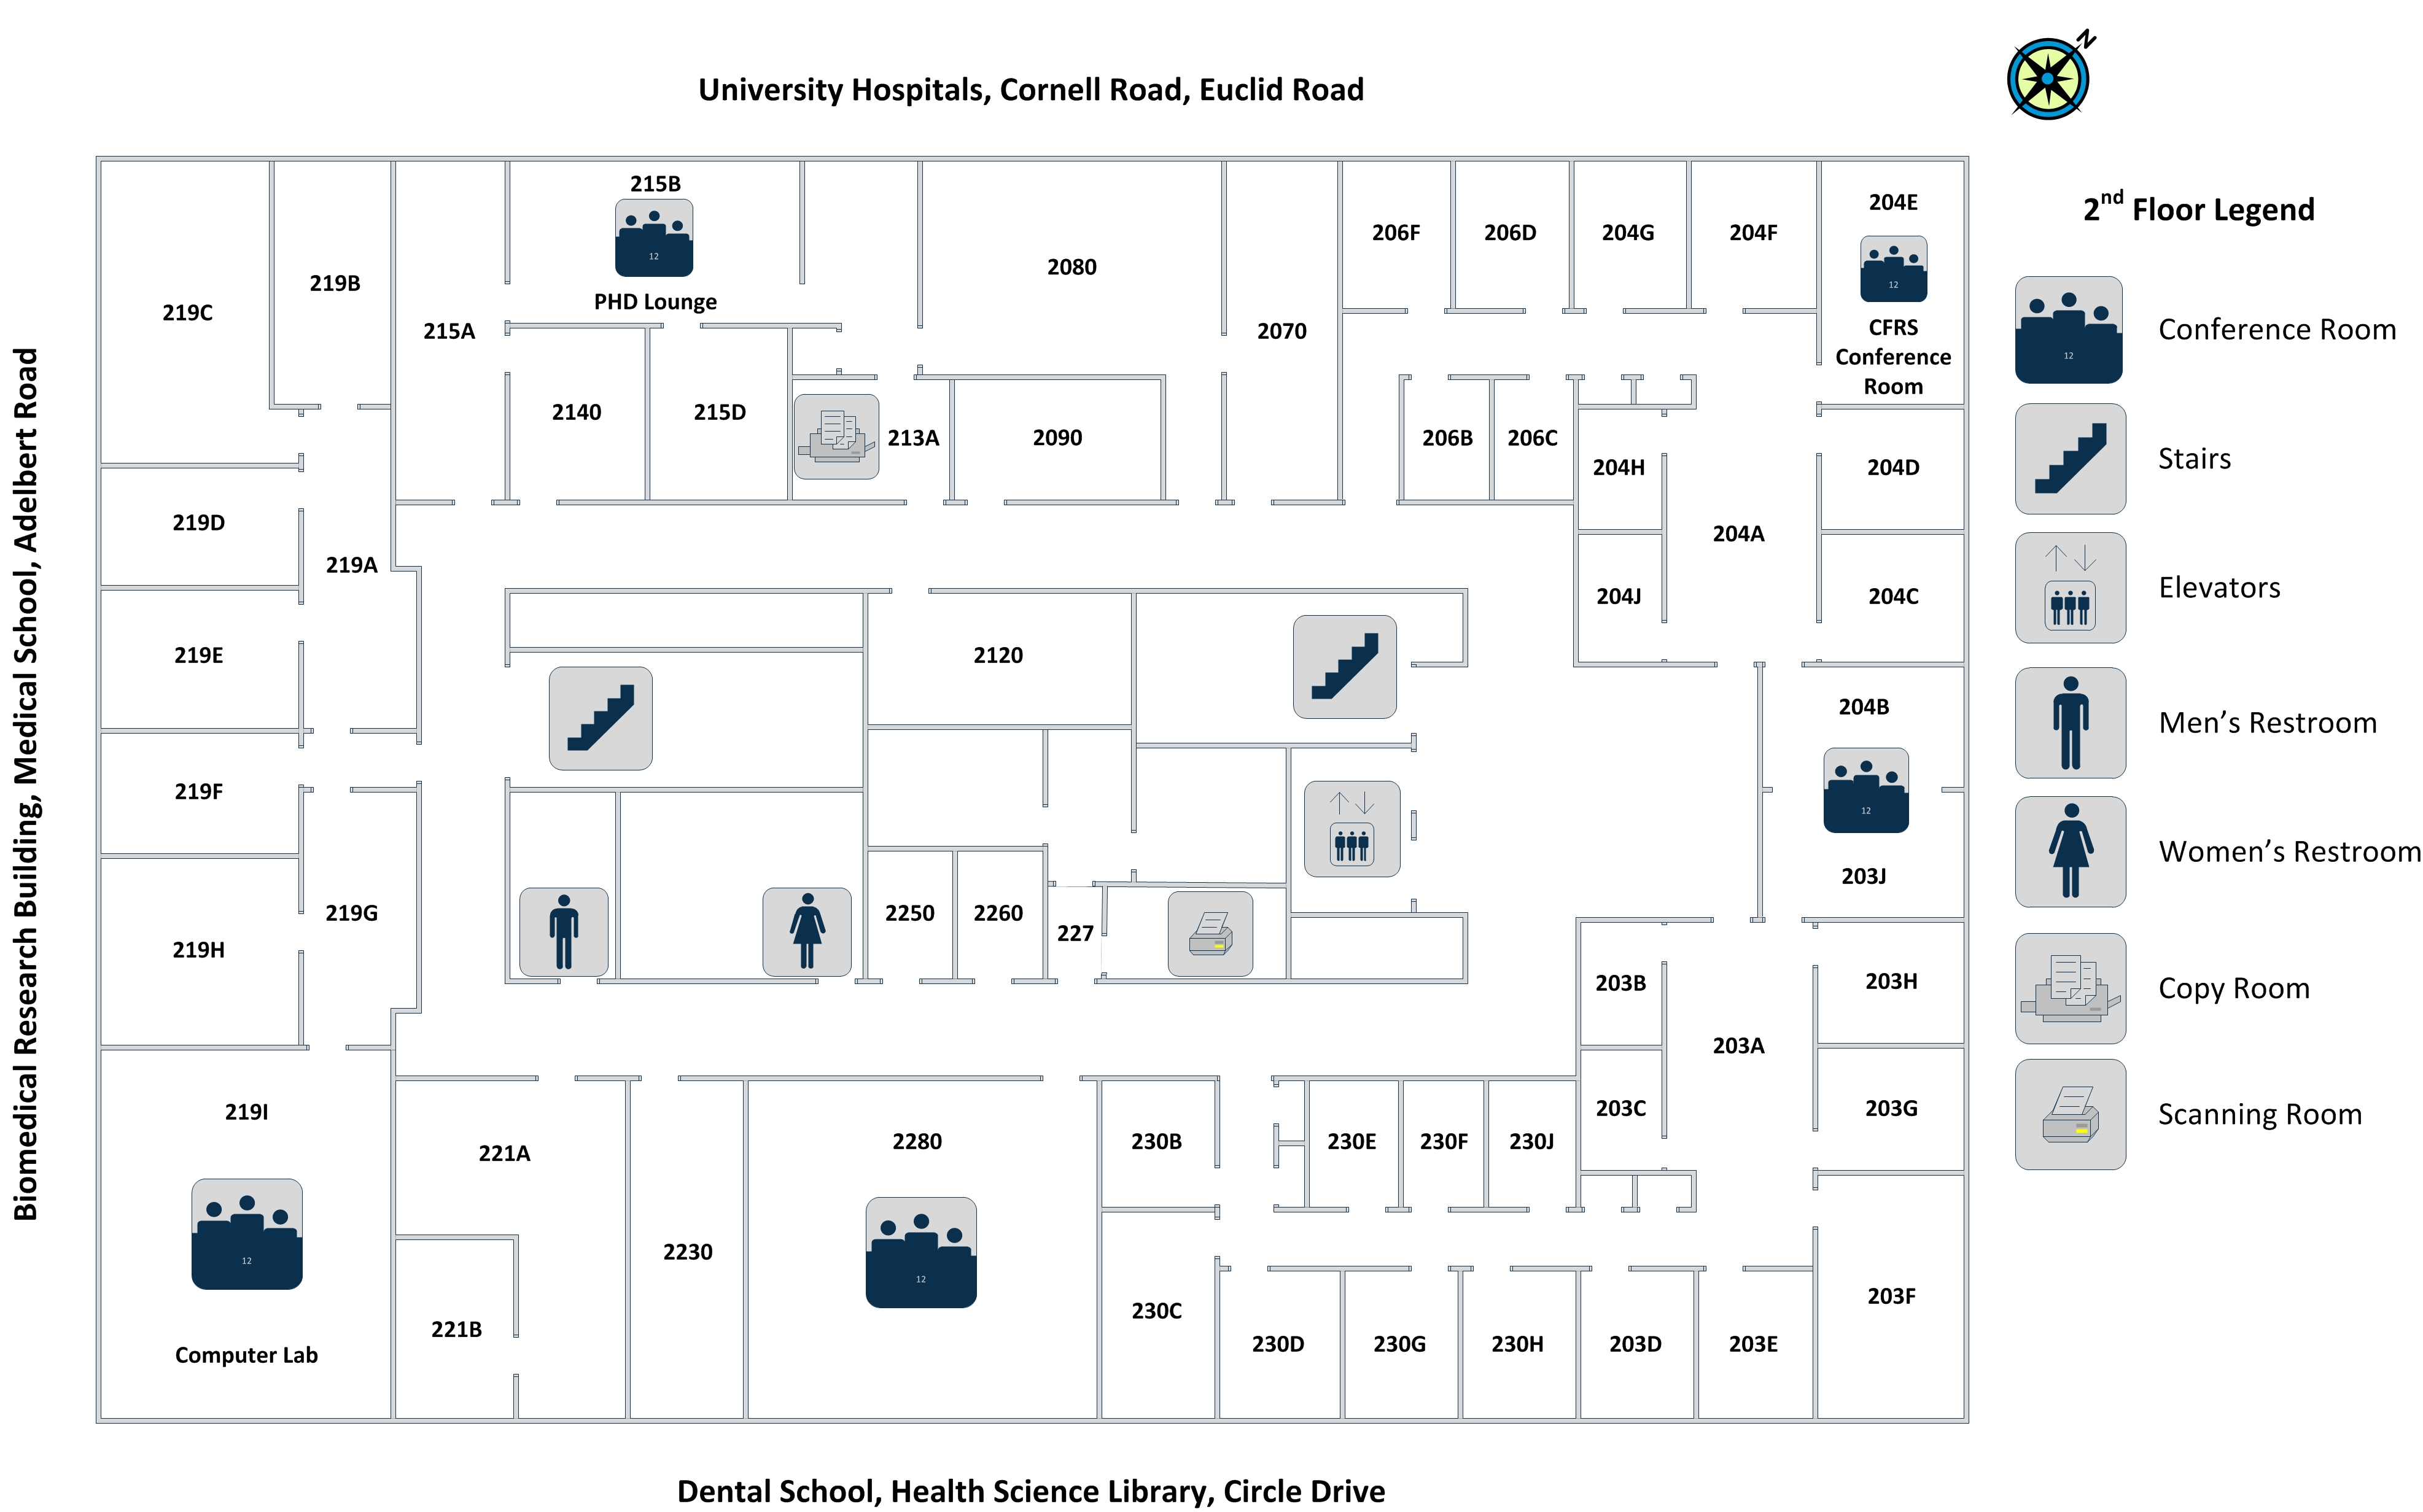 N
University Hospitals, Cornell Road, Euclid Road
Biomedical Research Building, Medical School, Adelbert Road
2nd Floor Legend
Conference Room
12
Stairs
Elevators
Men’s Restroom
Women’s Restroom
Copy Room
Scanning Room
219C
219B
215A
215B
12
PHD Lounge
2080
2070
206F
206D
204G
204F
204E
12
CFRS
Conference
Room
2140
215D
213A
2090
206B
206C
204H
204D
219D
219A
204A
204J
204C
219E
2120
204B
12
203J
219F
219H
219G
2250
2260
227
203B
203H
203A
203C
203G
219I
12
Computer Lab
221A
221B
2230
2280
12
230B
230E
230F
230J
230C
230D
230G
230H
203D
203E
203F
Dental School, Health Science Library, Circle Drive